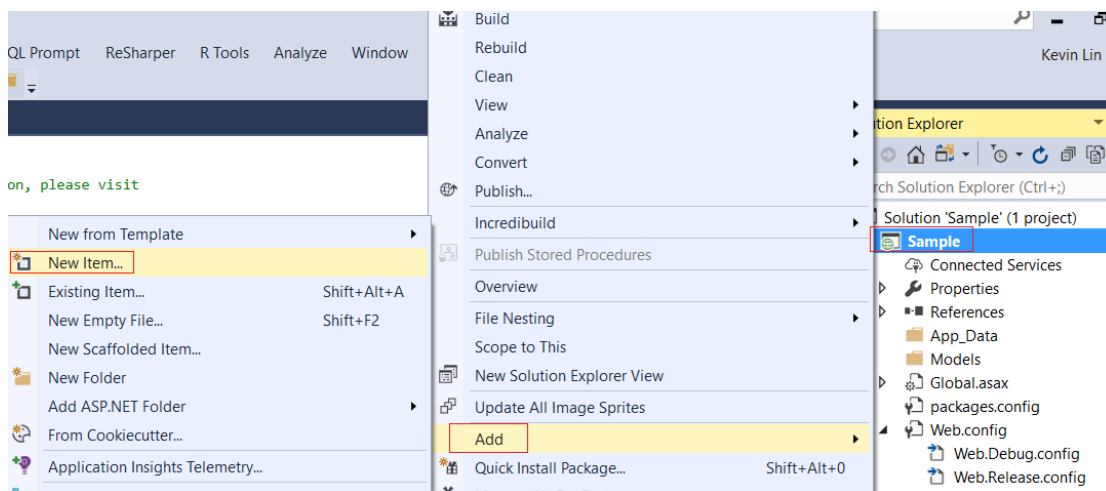 QL Prompt ReSharper R Tools Analyze Window
Kevin Lin
on, please visit
New from Template
New Item...
Existing Item... Shift+Alt+A
New Empty File... Shift+F2
New Scaffolded Item...
New Folder
Add ASP.NET Folder
From Cookiecutter...
Application Insights Telemetry...
Build
Rebuild
Clean
View
Analyze
Convert
Publish...
Incredibuild
Publish Stored Procedures
Overview
File Nesting
Scope to This
New Solution Explorer View
Update All Image Sprites
Add
Quick Install Package... Shift+Alt+0
ution Explorer
rch Solution Explorer (Ctrl+;)
Solution 'Sample' (1 project)
Sample
Connected Services
Properties
References
App_Data
Models
Global.asax
packages.config
Web.config
Web.Debug.config
Web.Release.config